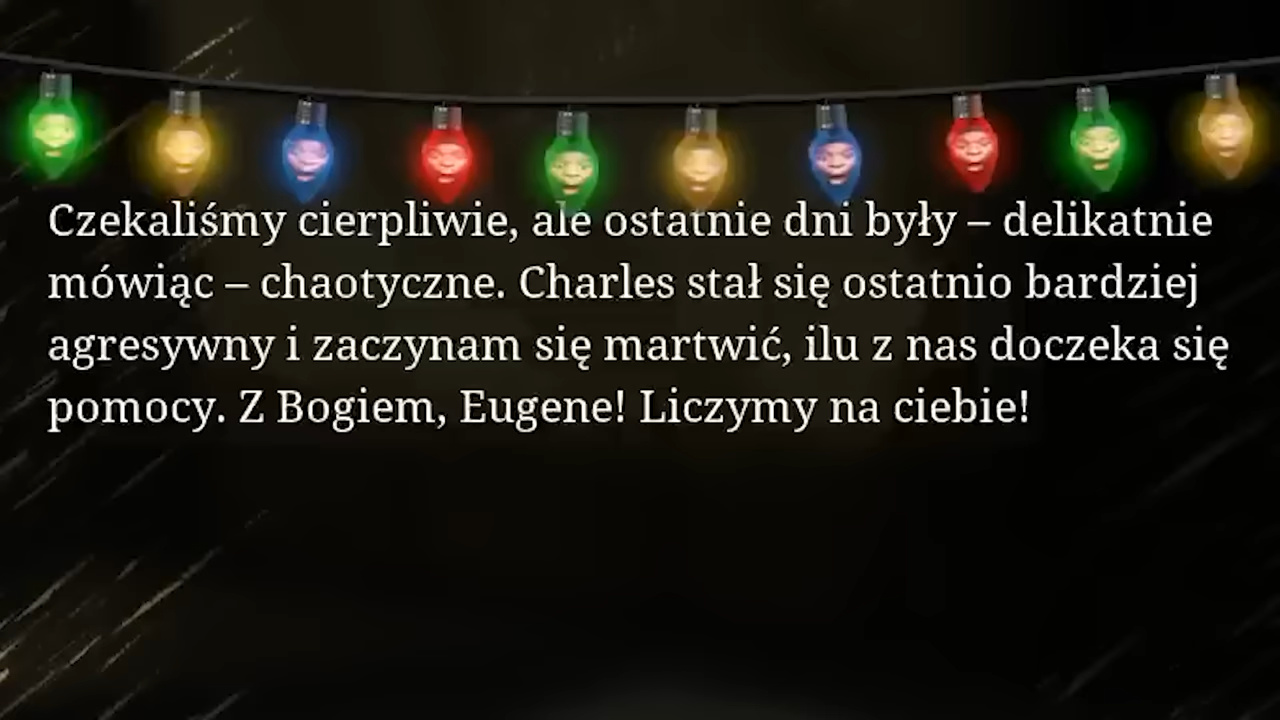 Czekaliśmy cierpliwie, ale ostatnie dni były – delikatnie
mówiąc – chaotyczne. Charles stał się ostatnio bardziej
agresywny i zaczynam się martwić, ilu z nas doczeka się
pomocy. Z Bogiem, Eugene! Liczymy na ciebie!